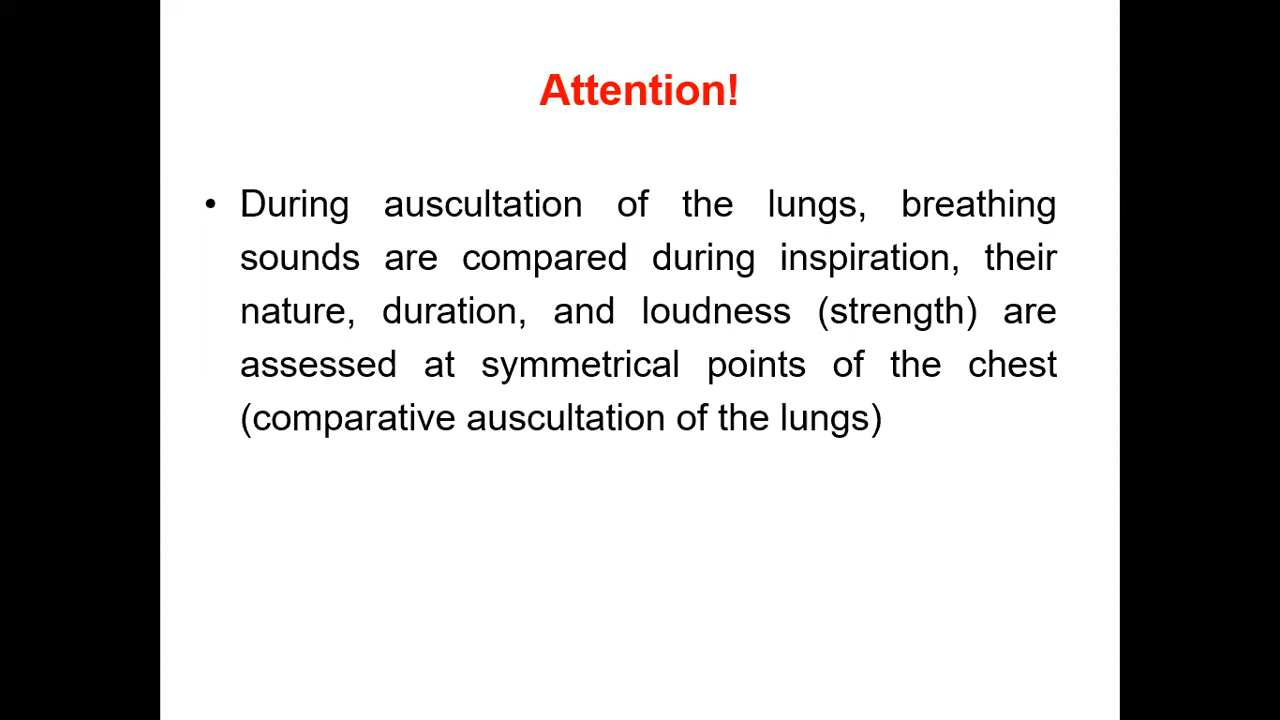 Attention!
• During auscultation of the lungs, breathing
sounds are compared during inspiration, their
nature, duration, and loudness (strength) are
assessed at symmetrical points of the chest
(comparative auscultation of the lungs)